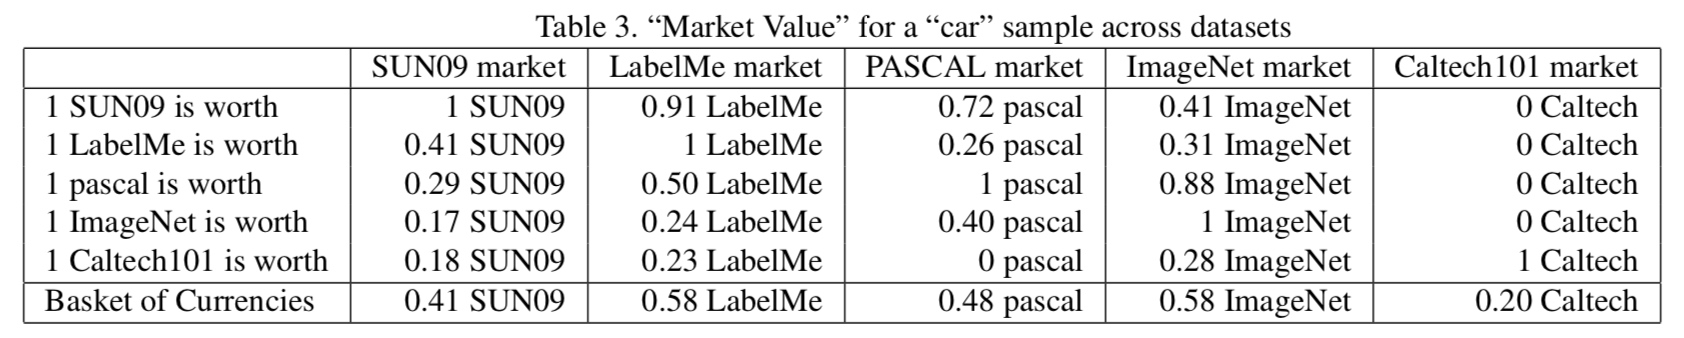 Table 3. “Market Value” for a “car” sample across datasets
SUN09 market LabelMe market PASCAL market ImageNet market Caltech101 market
1 SUN09 is worth 1 SUN09 0.91 LabelMe 0.72 pascal 0.41 ImageNet 0 Caltech
1 LabelMe is worth 0.41 SUN09 1 LabelMe 0.26 pascal 0.31 ImageNet 0 Caltech
1 pascal is worth 0.29 SUN09 0.50 LabelMe 1 pascal 0.88 ImageNet 0 Caltech
1 ImageNet is worth 0.17 SUN09 0.24 LabelMe 0.40 pascal 1 ImageNet 0 Caltech
1 Caltech101 is worth 0.18 SUN09 0.23 LabelMe 0 pascal 0.28 ImageNet 1 Caltech
Basket of Currencies 0.41 SUN09 0.58 LabelMe 0.48 pascal 0.58 ImageNet 0.20 Caltech